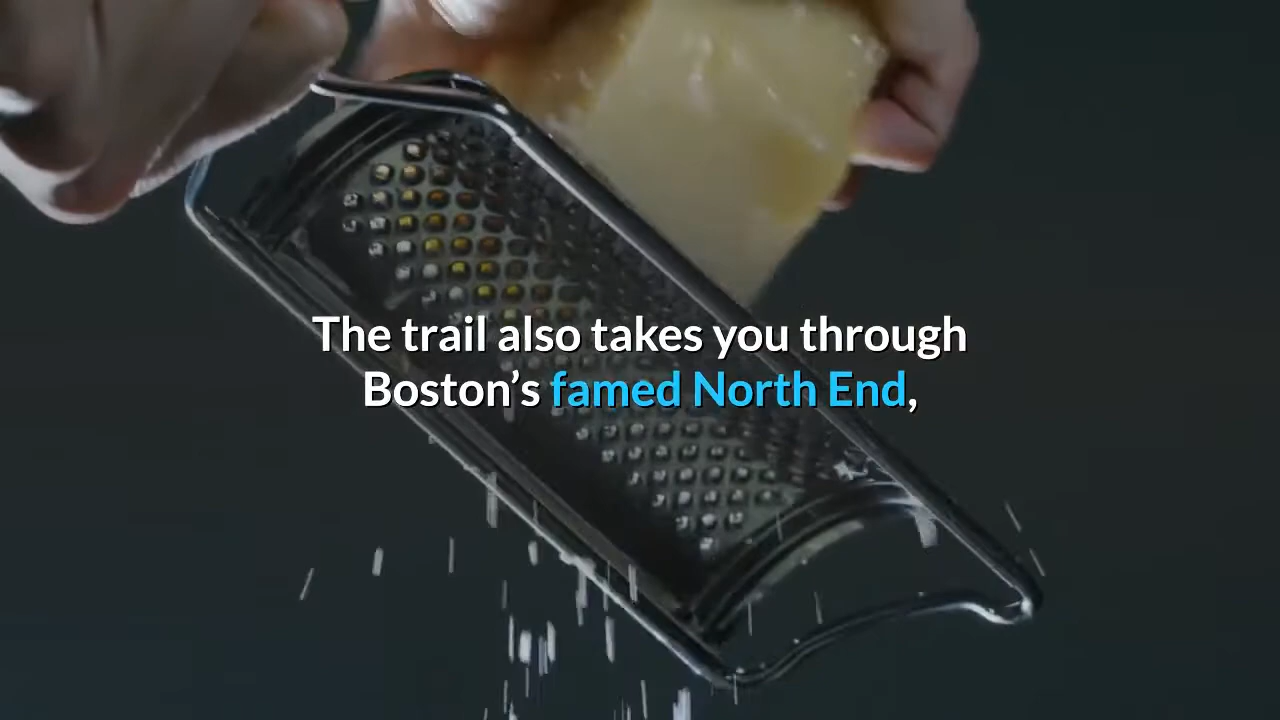 The trail also takes you through
Boston’s famed North End,